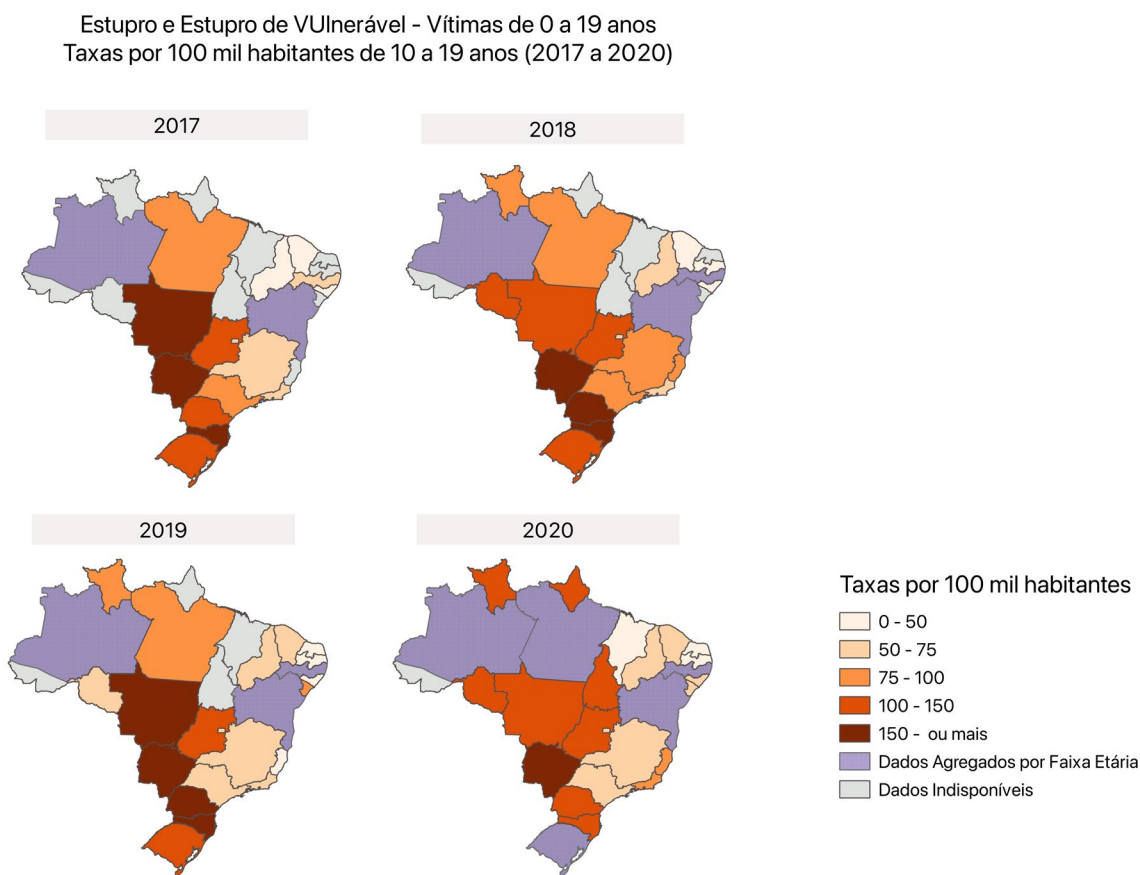 Estupro e Estupro de VUlnerável - Vítimas de 0 a 19 anos
Taxas por 100 mil habitantes de 10 a 19 anos (2017 a 2020)
2017
2018
2019
2020
Taxas por 100 mil habitantes
0 - 50
50 - 75
75 - 100
100 - 150
150 -  ou mais
Dados Agregados por Faixa Etária
Dados Indisponíveis